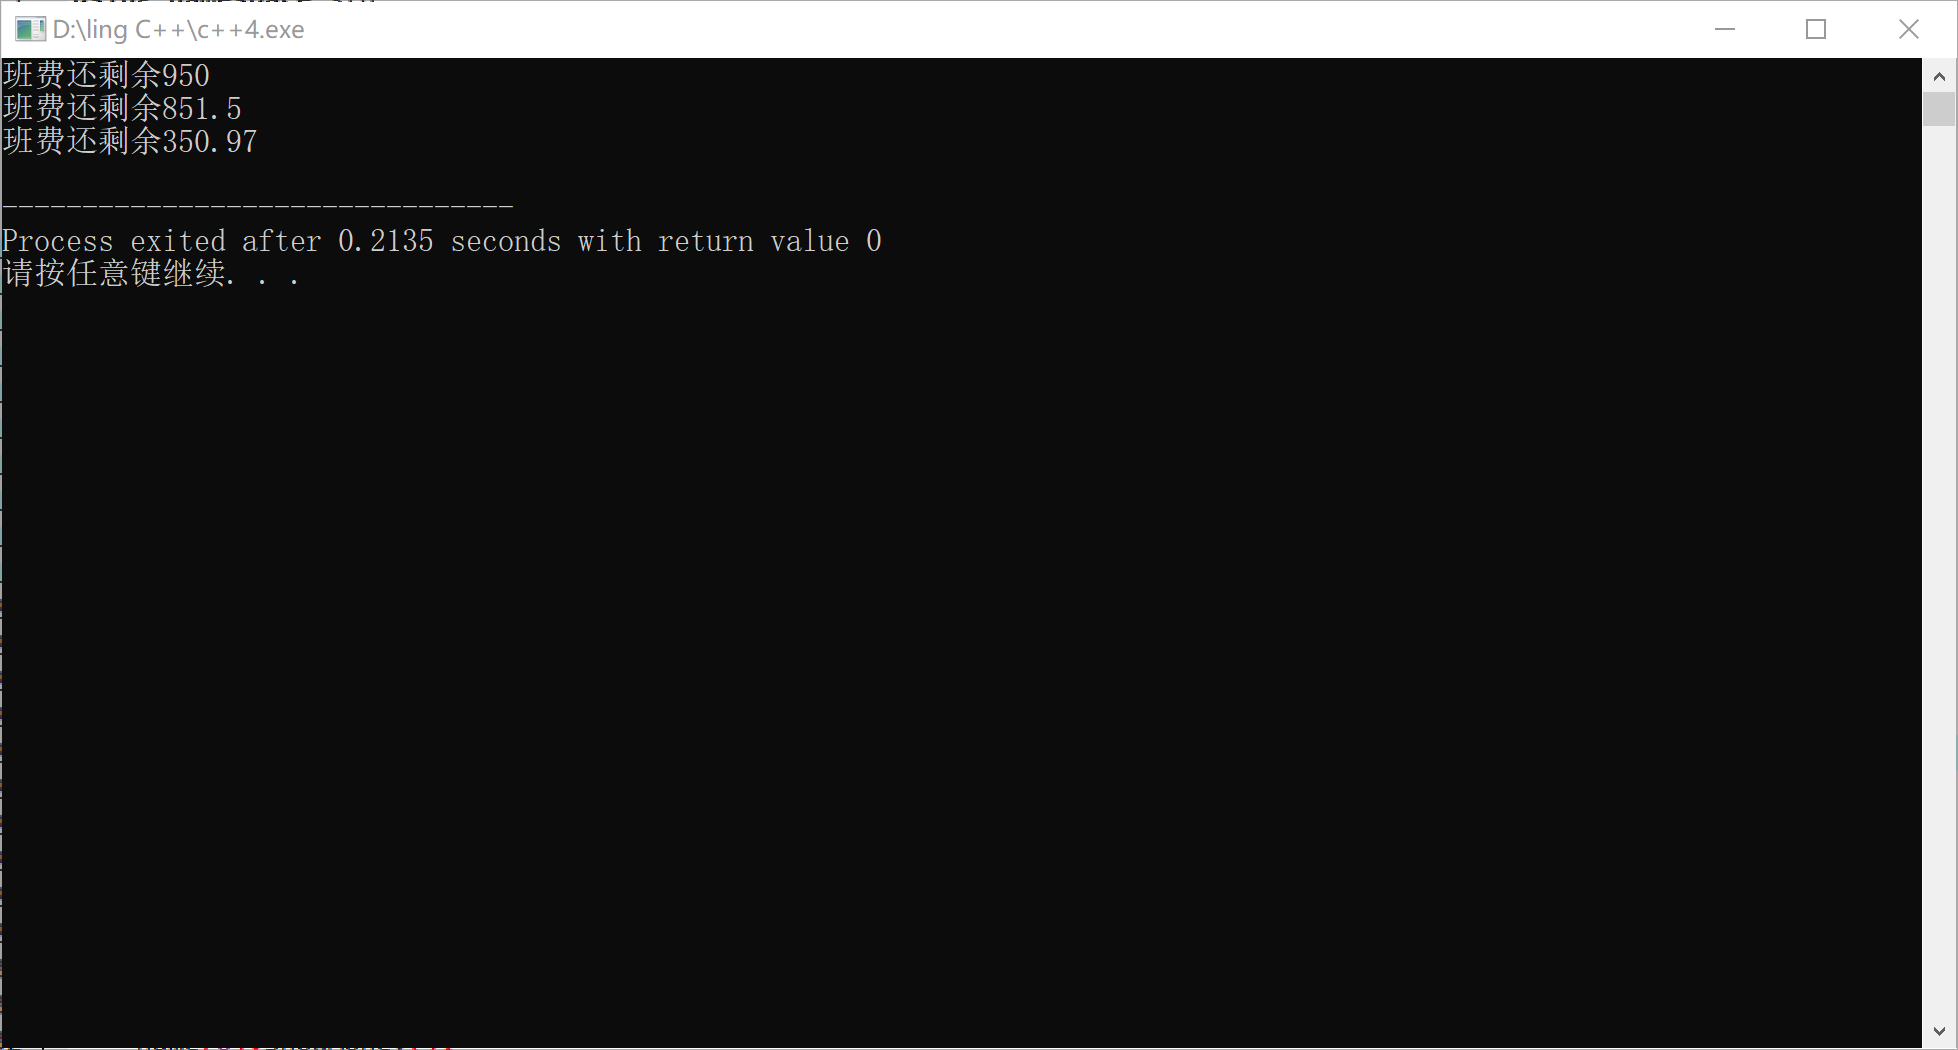 D:\ling C++\c++4.exe
班费还剩余950
班费还剩余851.5
班费还剩余350.97
--------------------------------
Process exited after 0.2135 seconds with return value 0
请按任意键继续. . .